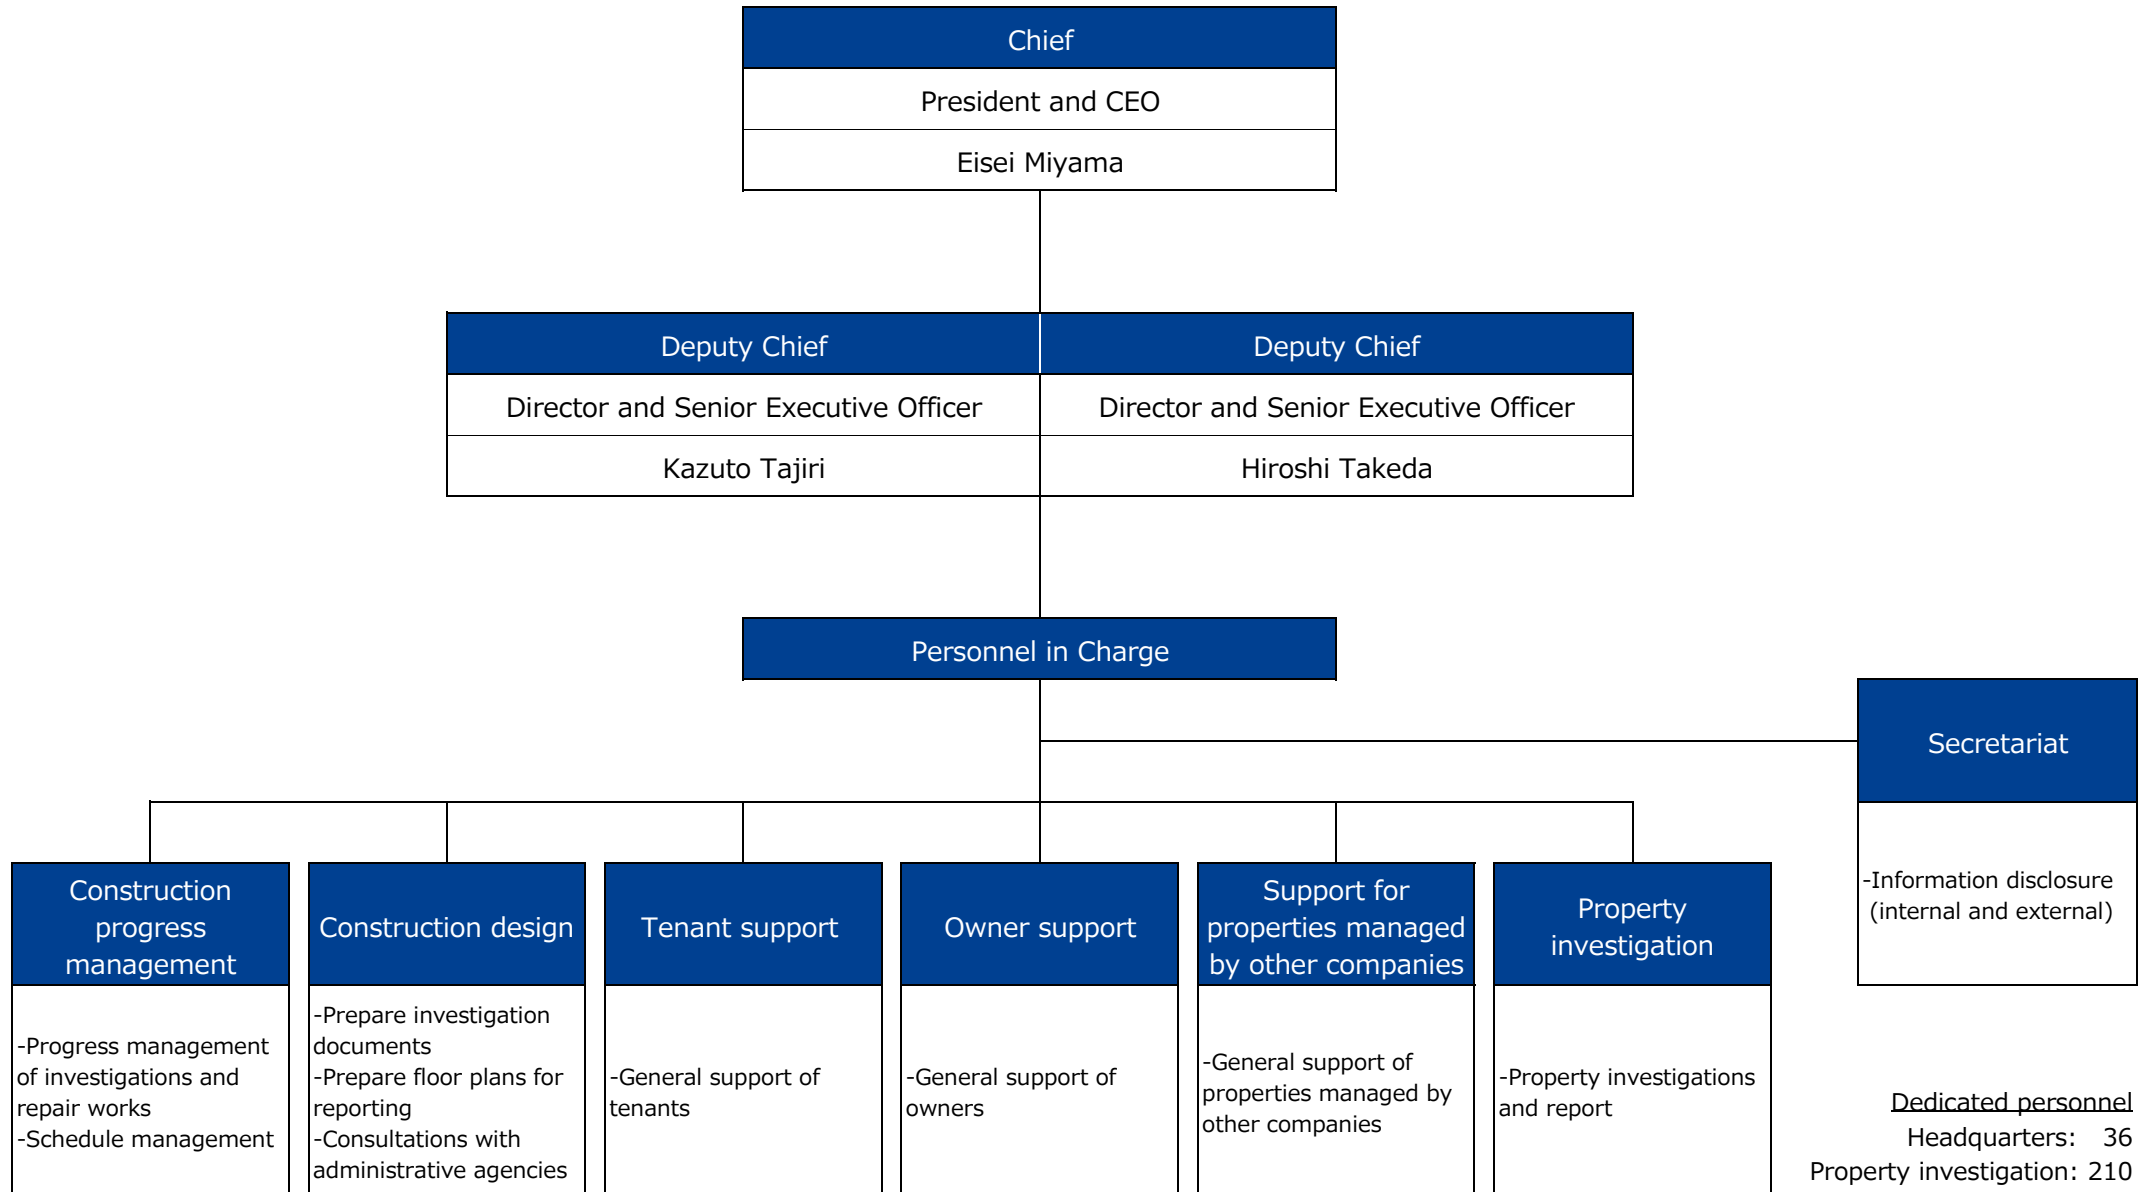 Chief
President and CEO
Eisei Miyama
Deputy Chief
Director and Senior Executive Officer
Kazuto Tajiri
Deputy Chief
Director and Senior Executive Officer
Hiroshi Takeda
Personnel in Charge
Secretariat
-Information disclosure
(internal and external)
Construction
progress
management
-Progress management
of investigations and
repair works
-Schedule management
Construction design
-Prepare investigation
documents
-Prepare floor plans for
reporting
-Consultations with
administrative agencies
Tenant support
-General support of
tenants
Owner support
-General support of
owners
Support for
properties managed
by other companies
-General support of
properties managed by
other companies
Property
investigation
-Property investigations
and report
Dedicated personnel
Headquarters: 36
Property investigation: 210